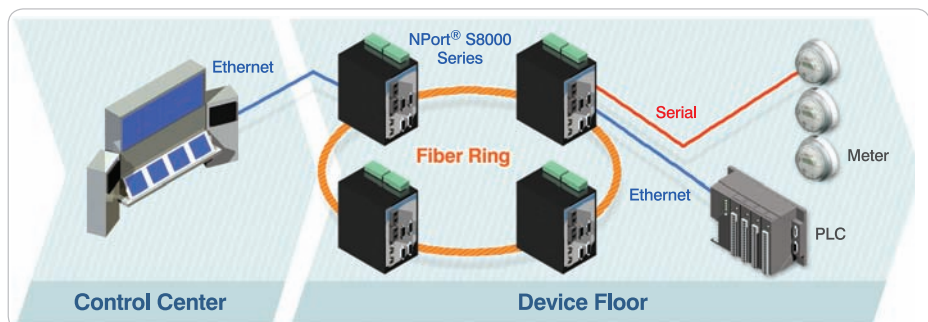 NPort® S8000
Series
Ethernet
Serial
Fiber Ring
Meter
Ethernet
PLC
Control Center
Device Floor